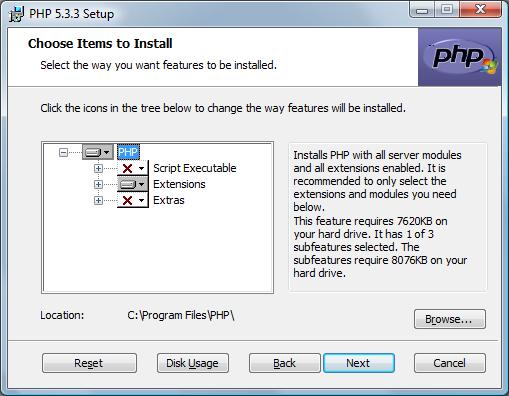 PHP 5.3.3 Setup
Choose Items to Install
Select the way you want features to be installed.
php
Click the icons in the tree below to change the way features will be installed.
PHP
Script Executable
Extensions
Extras
Installs PHP with all server modules
and all extensions enabled. It is
recommended to only select the
extensions and modules you need
below.
This feature requires 7620KB on
your hard drive. It has 1 of 3
subfeatures selected. The
subfeatures require 8076KB on your
hard drive.
Location: C:\Program Files\PHP\
Browse...
Reset Disk Usage Back Next Cancel